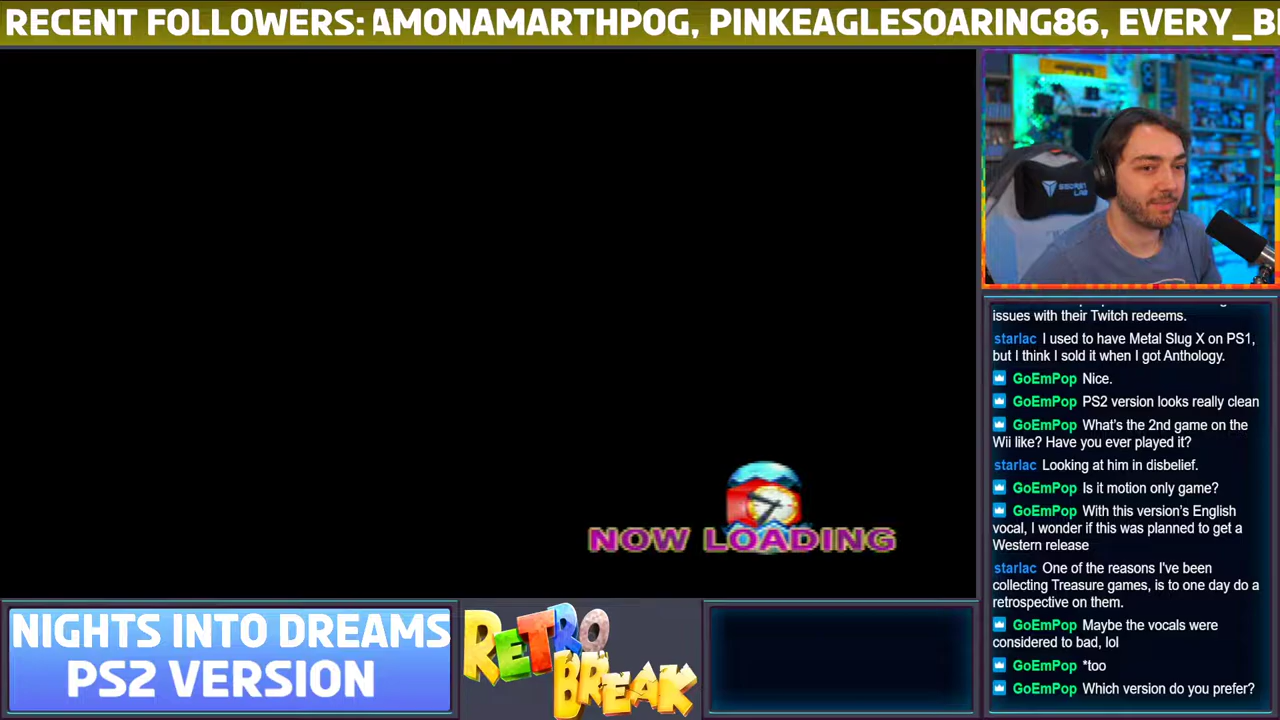 RECENT FOLLOWERS: AMONAMARTHPOG, PINKEAGLESOARING86, EVERY_B
issues with their Twitch redeems.
starlac I used to have Metal Slug X on PS1,
but I think I sold it when I got Anthology.
GoEmPop Nice.
GoEmPop PS2 version looks really clean
GoEmPop What's the 2nd game on the
Wii like? Have you ever played it?
starlac Looking at him in disbelief.
GoEmPop Is it motion only game?
GoEmPop With this version's English
vocal, I wonder if this was planned to get a
Western release
starlac One of the reasons I've been
collecting Treasure games, is to one day do a
retrospective on them.
GoEmPop Maybe the vocals were
considered to bad, lol
GoEmPop *too
GoEmPop Which version do you prefer?
NOW LOADING
NIGHTS INTO DREAMS
PS2 VERSION
RETRO
BREAK